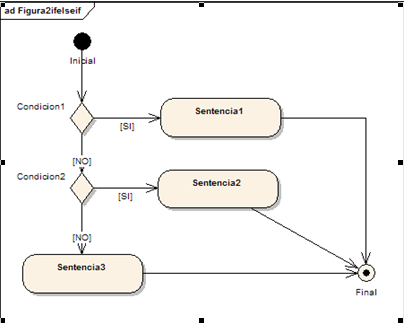 ad Figura2ifelseif
Inicial
Condicion1
[SI]
Sentencia1
[NO]
Condicion2
[SI]
Sentencia2
[NO]
Sentencia3
Final